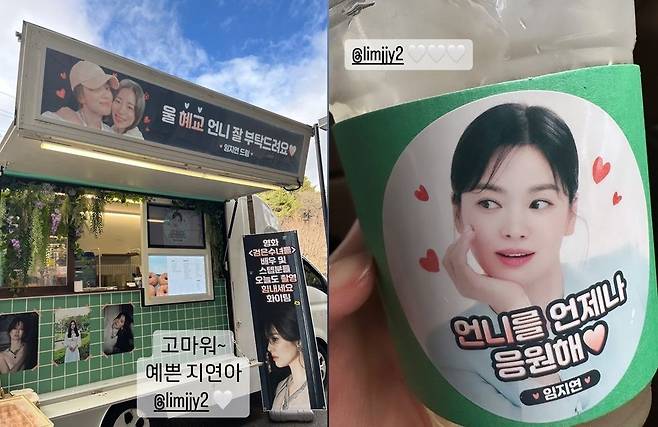 울 혜교 언니 잘 부탁드려요
임지연 드림
영화
<검은수녀들>
배우 및
스텝분들
오늘도 촬영
힘내세요
화이팅
고마워~
예쁜 지연아
@limjjy2
@limjjy2
언니를 언제나
응원해
임지연